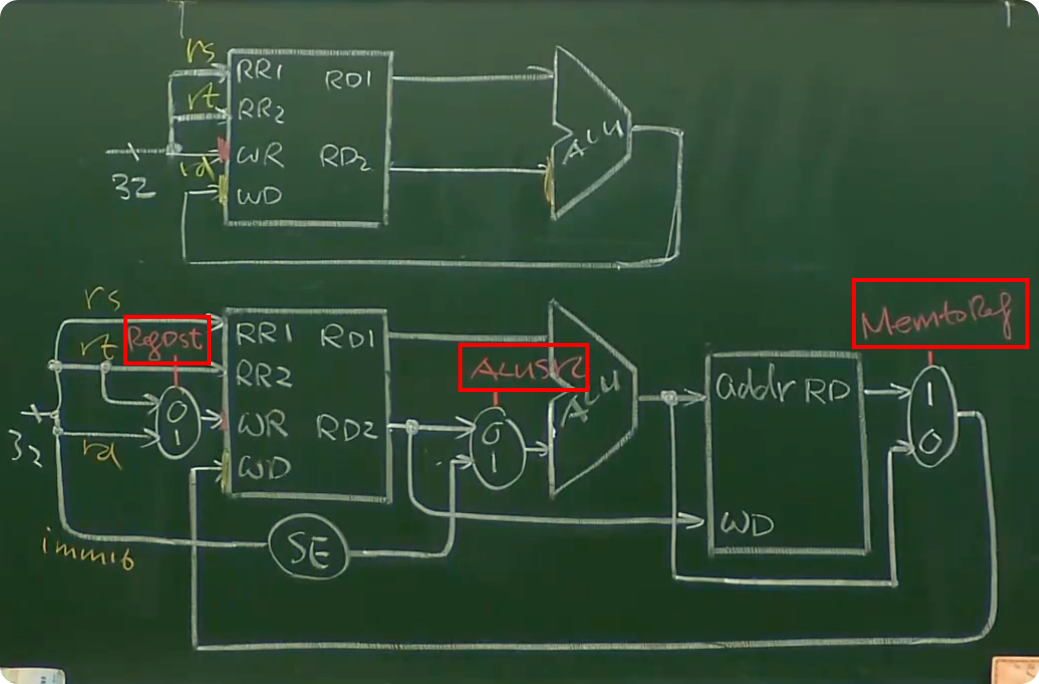 rs
RR1 RD1
rt
RR2
WR RD2
rd
32
WD
ALU
MemtoReg
rs
RegDst
rt
RR1 RD1
RR2
ALUSrc
ALU
addr RD
0
1
WR RD2
0
1
1
0
32
rd
WD
WD
imm16
SE